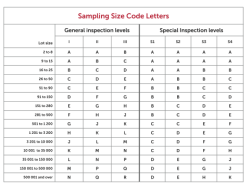 Sampling Size Code Letters
General inspection levels Special Inspection levels
Lot size I II III S1 S2 S3 S4
2 to 8 A A B A A A A
9 to 15 A B C A A A A
16 to 25 B C D A A B B
26 to 50 C D E A B B C
51 to 90 C E F B B C C
91 to 150 D F G B B C D
151 to 280 E G H B C D E
281 to 500 F H J B C D E
501 to 1 200 G J K C C E F
1 201 to 3 200 H K L C D E G
3 201 to 10 000 J L M C D F G
10 001 to 35 000 K M N C D F H
35 001 to 150 000 L N P D E G J
150 001 to 500 000 M P Q D E G J
500 001 and over N Q R D E H K